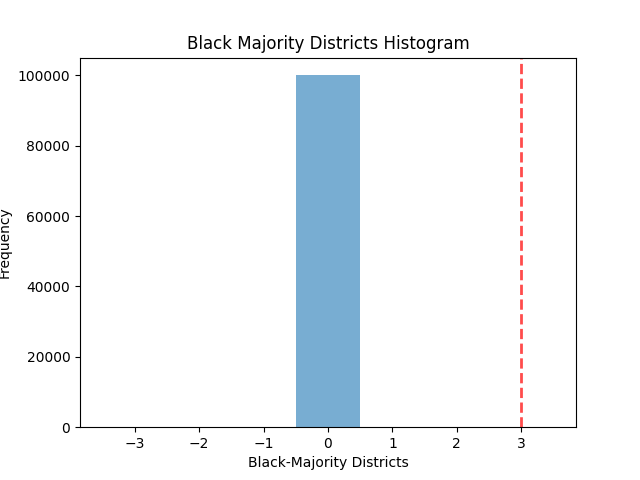 Black Majority Districts Histogram
100000
80000
60000
40000
20000
0
Frequency
−3 −2 −1 0 1 2 3
Black-Majority Districts